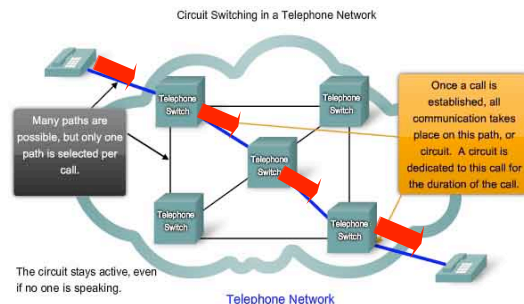 Circuit Switching in a Telephone Network
Telephone
Switch
Telephone
Switch
Many paths are
possible, but only one
path is selected per
call.
Once a call is
established, all
communication takes
place on this path, or
circuit. A circuit is
dedicated to this call for
the duration of the call.
Telephone
Switch
Telephone
Switch
Telephone
Switch
The circuit stays active, even
if no one is speaking.
Telephone Network